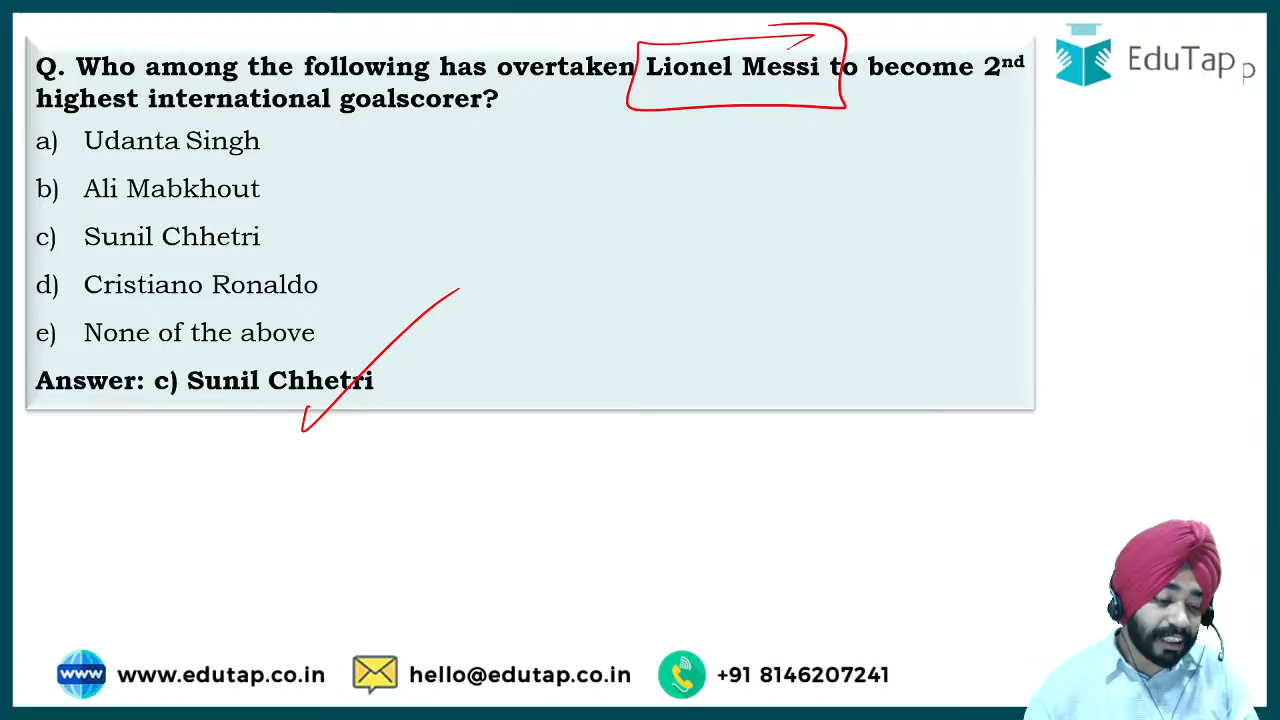 Q. Who among the following has overtaken Lionel Messi to become 2nd
highest international goalscorer?
a) Udanta Singh
b) Ali Mabkhout
c) Sunil Chhetri
d) Cristiano Ronaldo
e) None of the above
Answer: c) Sunil Chhetri
EduTap
p
www www.edutap.co.in hello@edutap.co.in +91 8146207241